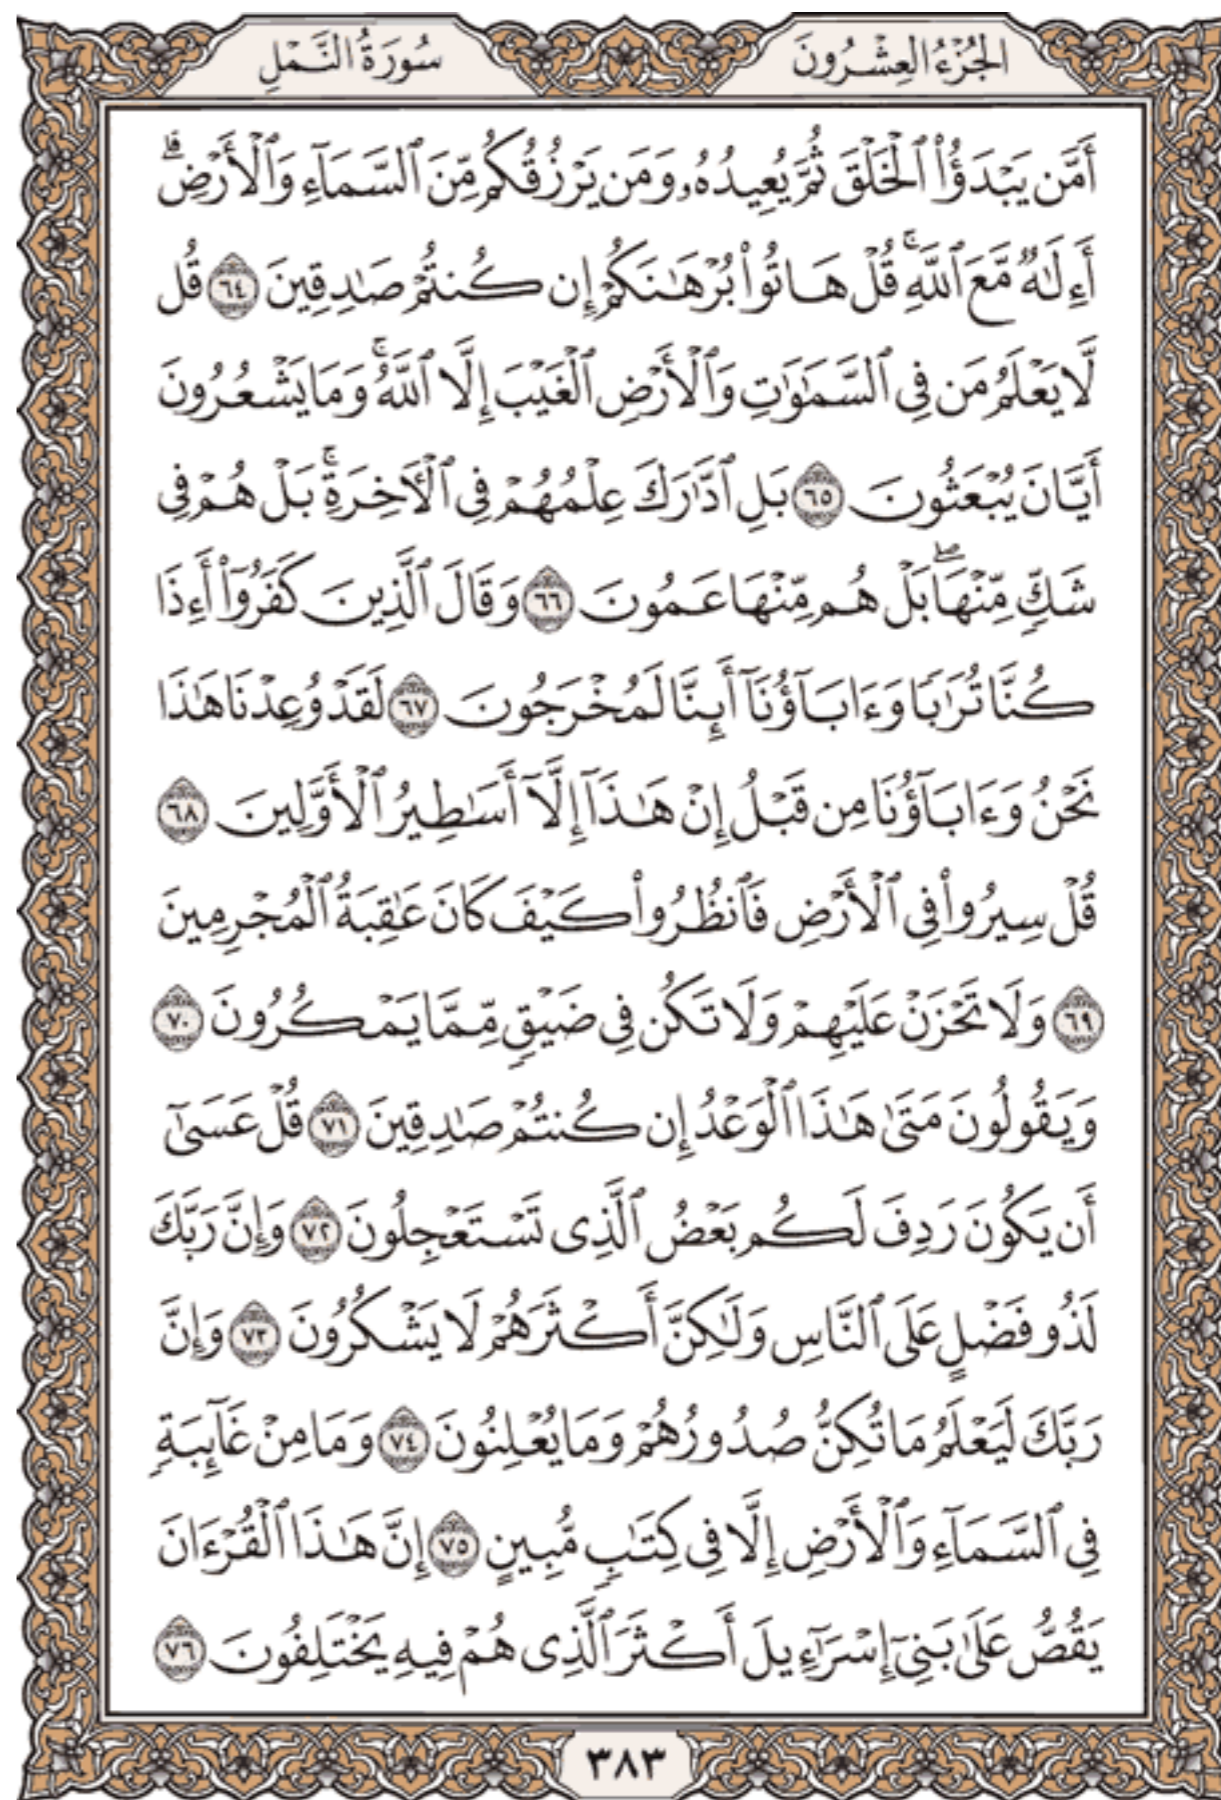 الجُزْءُ العِشْرُونَ
سُورَةُ النَّمْلِ
أَمَّن يَبْدَؤُا۟ ٱلْخَلْقَ ثُمَّ يُعِيدُهُۥ وَمَن يَرْزُقُكُم مِّنَ ٱلسَّمَآءِ وَٱلْأَرْضِ ۗ
أَءِلَٰهٌ مَّعَ ٱللَّهِ ۚ قُلْ هَاتُوا۟ بُرْهَٰنَكُمْ إِن كُنتُمْ صَٰدِقِينَ ٦٤ قُل
لَّا يَعْلَمُ مَن فِى ٱلسَّمَٰوَٰتِ وَٱلْأَرْضِ ٱلْغَيْبَ إِلَّا ٱللَّهُ ۚ وَمَا يَشْعُرُونَ
أَيَّانَ يُبْعَثُونَ ٦٥ بَلِ ٱدَّٰرَكَ عِلْمُهُمْ فِى ٱلْءَاخِرَةِ ۚ بَلْ هُمْ فِى
شَكٍّ مِّنْهَا ۖ بَلْ هُم مِّنْهَا عَمُونَ ٦٦ وَقَالَ ٱلَّذِينَ كَفَرُوٓا۟ أَءِذَا
كُنَّا تُرَٰبًا وَءَابَآؤُنَآ أَئِنَّا لَمُخْرَجُونَ ٦٧ لَقَدْ وُعِدْنَا هَٰذَا
نَحْنُ وَءَابَآؤُنَا مِن قَبْلُ إِنْ هَٰذَآ إِلَّآ أَسَٰطِيرُ ٱلْأَوَّلِينَ ٦٨
قُلْ سِيرُوا۟ فِى ٱلْأَرْضِ فَٱنظُرُوا۟ كَيْفَ كَانَ عَٰقِبَةُ ٱلْمُجْرِمِينَ
٦٩ وَلَا تَحْزَنْ عَلَيْهِمْ وَلَا تَكُن فِى ضَيْقٍ مِّمَّا يَمْكُرُونَ ٧٠
وَيَقُولُونَ مَتَىٰ هَٰذَا ٱلْوَعْدُ إِن كُنتُمْ صَٰدِقِينَ ٧١ قُلْ عَسَىٰٓ
أَن يَكُونَ رَدِفَ لَكُم بَعْضُ ٱلَّذِى تَسْتَعْجِلُونَ ٧٢ وَإِنَّ رَبَّكَ
لَذُو فَضْلٍ عَلَى ٱلنَّاسِ وَلَٰكِنَّ أَكْثَرَهُمْ لَا يَشْكُرُونَ ٧٣ وَإِنَّ
رَبَّكَ لَيَعْلَمُ مَا تُكِنُّ صُدُورُهُمْ وَمَا يُعْلِنُونَ ٧٤ وَمَا مِنْ غَآئِبَةٍ
فِى ٱلسَّمَآءِ وَٱلْأَرْضِ إِلَّا فِى كِتَٰبٍ مُّبِينٍ ٧٥ إِنَّ هَٰذَا ٱلْقُرْءَانَ
يَقُصُّ عَلَىٰ بَنِىٓ إِسْرَٰٓءِيلَ أَكْثَرَ ٱلَّذِى هُمْ فِيهِ يَخْتَلِفُونَ ٧٦
٣٨٣